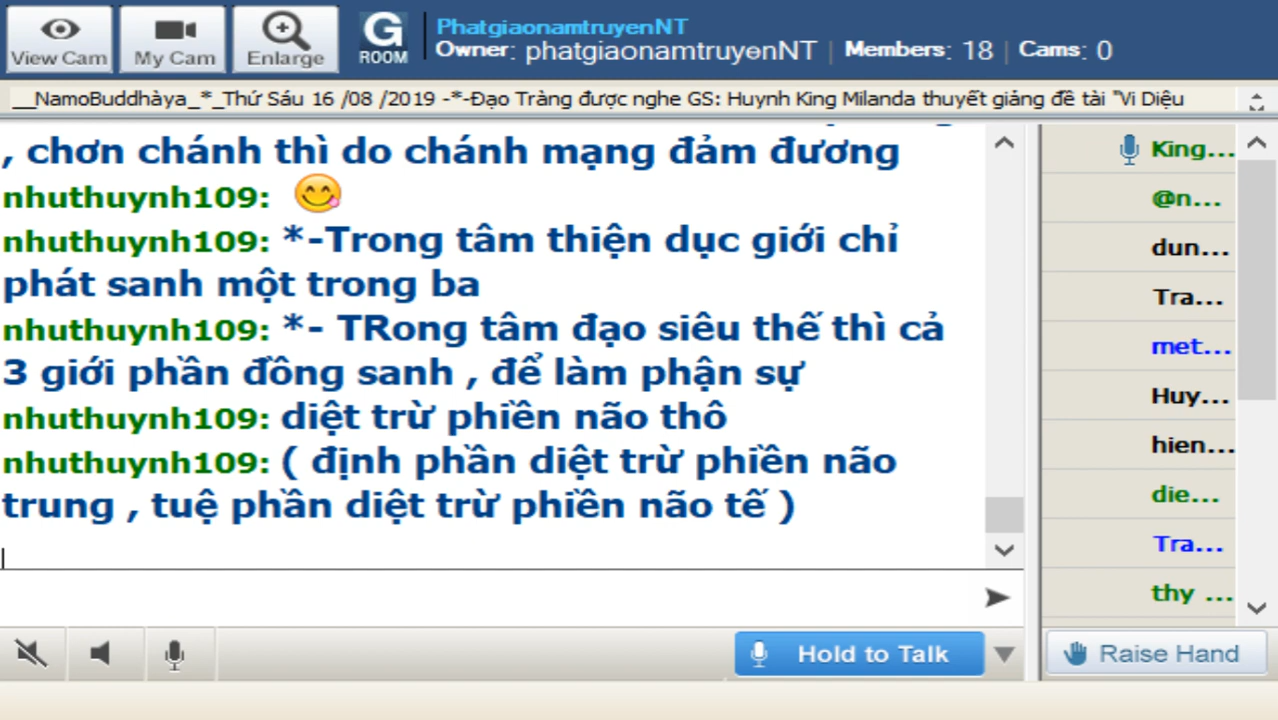 PhatgiaonamtruyenNT
Owner: phatgiaonamtruyenNT | Members: 18 | Cams: 0
View Cam My Cam Enlarge G ROOM
__NamoBuddhàya_*_Thứ Sáu 16 /08 /2019 -*-Đạo Tràng được nghe GS: Huynh King Milanda thuyết giảng đề tài "Vi Diệu
, chơn chánh thì do chánh mạng đảm đương
nhuthuynh109:
nhuthuynh109: *-Trong tâm thiện dục giới chỉ
phát sanh một trong ba
nhuthuynh109: *- TRong tâm đạo siêu thế thì cả
3 giới phần đồng sanh , để làm phận sự
nhuthuynh109: diệt trừ phiền não thô
nhuthuynh109: ( định phần diệt trừ phiền não
trung , tuệ phần diệt trừ phiền não tế )
King...
@n...
dun...
Tra...
met...
Huy...
hien...
die...
Tra...
thy ...
Hold to Talk
Raise Hand